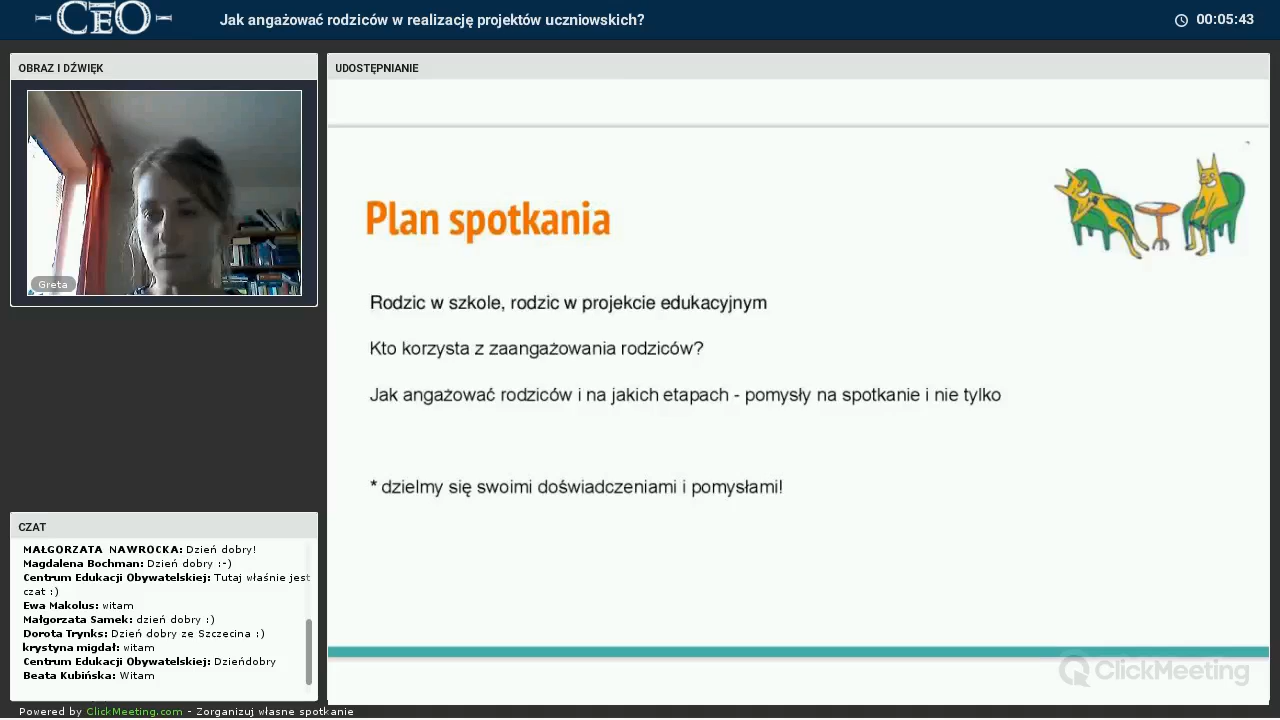 CEO
Jak angażować rodziców w realizację projektów uczniowskich?
00:05:43
OBRAZ I DŹWIĘK
Greta
UDOSTĘPNIANIE
Plan spotkania
Rodzic w szkole, rodzic w projekcie edukacyjnym
Kto korzysta z zaangażowania rodziców?
Jak angażować rodziców i na jakich etapach - pomysły na spotkanie i nie tylko
* dzielmy się swoimi doświadczeniami i pomysłami!
CZAT
MAŁGORZATA NAWROCKA: Dzień dobry!
Magdalena Bochman: Dzień dobry :-)
Centrum Edukacji Obywatelskiej: Tutaj właśnie jest
czat :)
Ewa Makolus: witam
Małgorzata Samek: dzień dobry :)
Dorota Trynks: Dzień dobry ze Szczecina :)
krystyna migdał: witam
Centrum Edukacji Obywatelskiej: Dzieńdobry
Beata Kubińska: Witam
ClickMeeting
Powered by ClickMeeting.com - Zorganizuj własne spotkanie